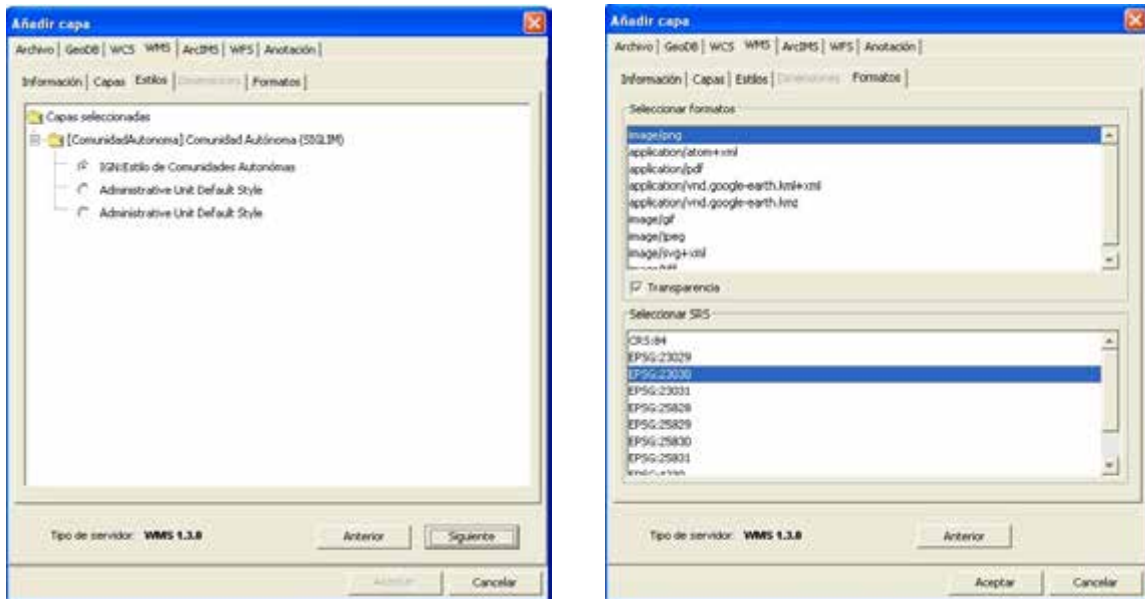 Añadir capa
Archivo | GeoDB | WCS | WMS | ArcIMS | WFS | Anotación
Información | Capas | Estilos | Dimensiones | Formatos
Capas seleccionadas
[ComunidadAutonoma] Comunidad Autónoma (SIGLIM)
IGN:Estilo de Comunidades Autonómas
Administrative Unit Default Style
Administrative Unit Default Style
Tipo de servidor: WMS 1.3.0
Anterior
Siguiente
Aceptar
Cancelar
Añadir capa
Archivo | GeoDB | WCS | WMS | ArcIMS | WFS | Anotación
Información | Capas | Estilos | Dimensiones | Formatos
Seleccionar formatos
image/png
application/atom+xml
application/pdf
application/vnd.google-earth.kml+xml
application/vnd.google-earth.kmz
image/gif
image/jpeg
image/svg+xml
Transparencia
Seleccionar SRS
CRS:84
EPSG:23029
EPSG:23030
EPSG:23031
EPSG:25828
EPSG:25829
EPSG:25830
EPSG:25831
Tipo de servidor: WMS 1.3.0
Anterior
Aceptar
Cancelar